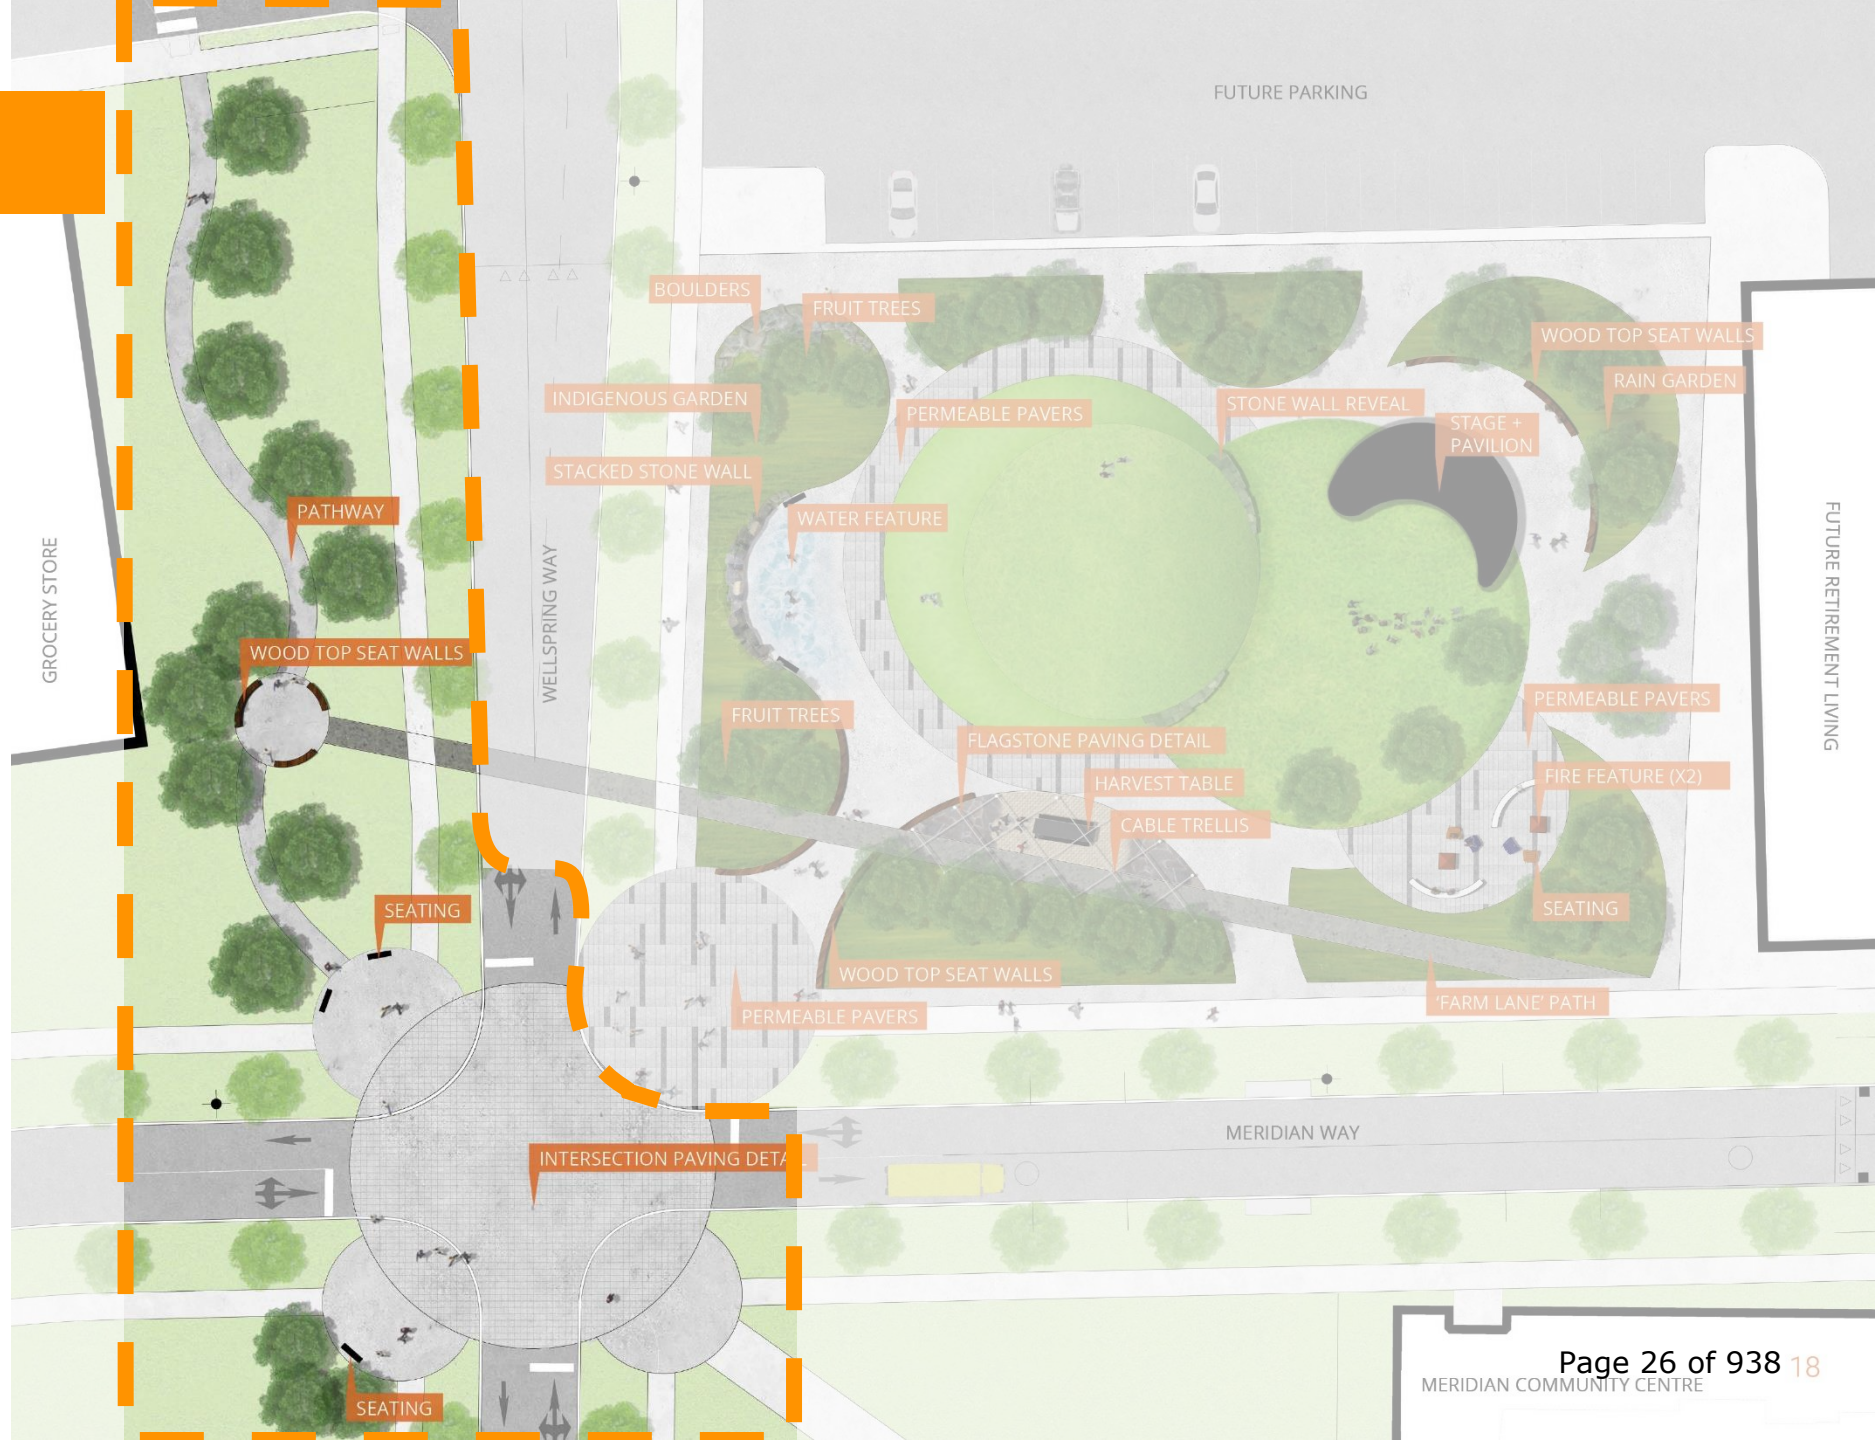 FUTURE PARKING
BOULDERS
FRUIT TREES
WOOD TOP SEAT WALLS
RAIN GARDEN
INDIGENOUS GARDEN
PERMEABLE PAVERS
STONE WALL REVEAL
STAGE +
PAVILION
STACKED STONE WALL
WATER FEATURE
PATHWAY
GROCERY STORE
WELLSPRING WAY
FUTURE RETIREMENT LIVING
WOOD TOP SEAT WALLS
FRUIT TREES
PERMEABLE PAVERS
FLAGSTONE PAVING DETAIL
HARVEST TABLE
FIRE FEATURE (X2)
CABLE TRELLIS
SEATING
SEATING
WOOD TOP SEAT WALLS
'FARM LANE' PATH
PERMEABLE PAVERS
MERIDIAN WAY
INTERSECTION PAVING
Page 26 of 938 18
MERIDIAN COMMUNITY CENTRE
SEATING